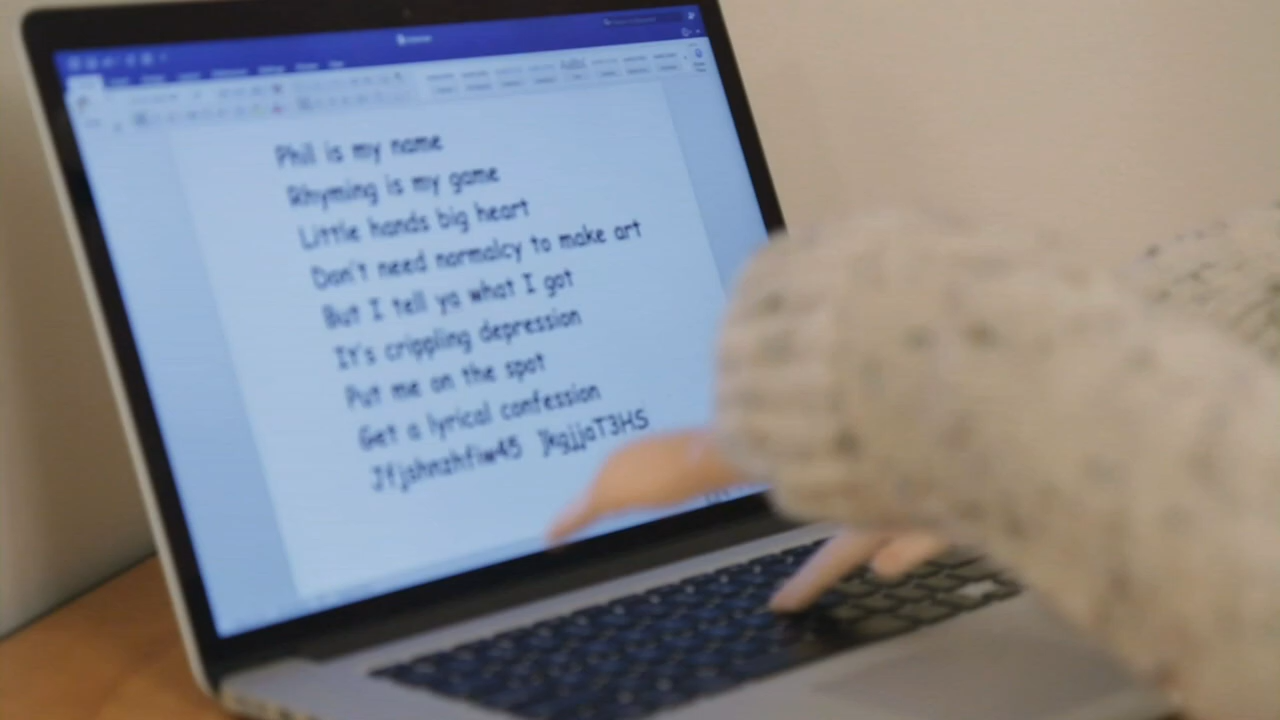 Phil is my name
Rhyming is my game
Little hands big heart
Don't need normalcy to make art
But I tell ya what I got
It's crippling depression
Put me on the spot
Get a lyrical confession